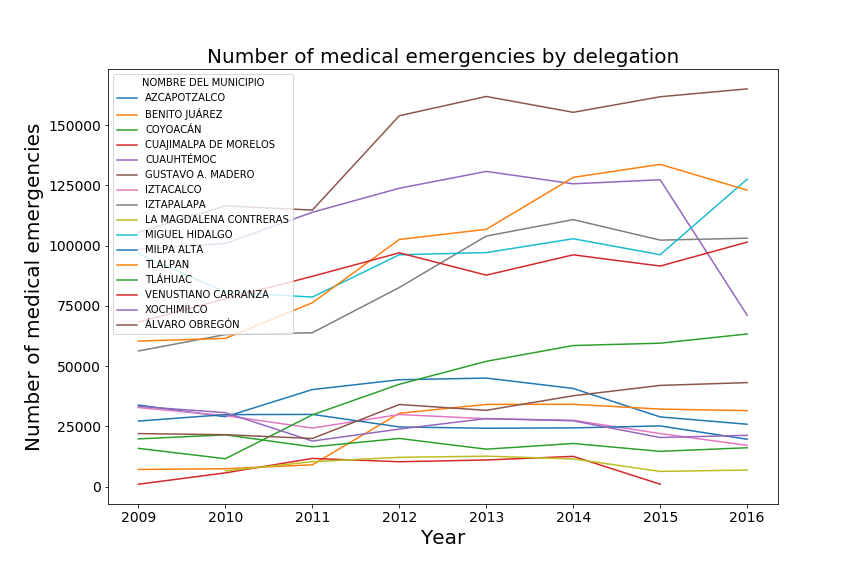 Number of medical emergencies by delegation
NOMBRE DEL MUNICIPIO
AZCAPOTZALCO
BENITO JUÁREZ
COYOACÁN
CUAJIMALPA DE MORELOS
CUAUHTÉMOC
GUSTAVO A. MADERO
IZTACALCO
IZTAPALAPA
LA MAGDALENA CONTRERAS
MIGUEL HIDALGO
MILPA ALTA
TLALPAN
TLÁHUAC
VENUSTIANO CARRANZA
XOCHIMILCO
ÁLVARO OBREGÓN
Number of medical emergencies
150000
125000
100000
75000
50000
25000
0
2009 2010 2011 2012 2013 2014 2015 2016
Year